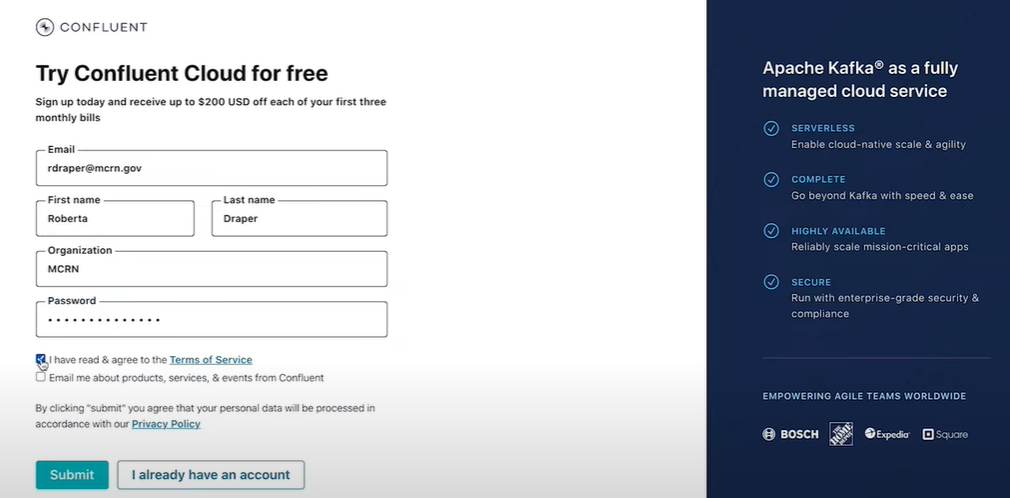 CONFLUENT
Try Confluent Cloud for free
Sign up today and receive up to $200 USD off each of your first three
monthly bills
Email
rdraper@mcrn.gov
First name
Last name
Roberta
Draper
Organization
MCRN
Password
••••••••••••••
I have read & agree to the Terms of Service
Email me about products, services, & events from Confluent
By clicking "submit" you agree that your personal data will be processed in
accordance with our Privacy Policy
Submit
I already have an account
Apache Kafka® as a fully
managed cloud service
SERVERLESS
Enable cloud-native scale & agility
COMPLETE
Go beyond Kafka with speed & ease
HIGHLY AVAILABLE
Reliably scale mission-critical apps
SECURE
Run with enterprise-grade security &
compliance
EMPOWERING AGILE TEAMS WORLDWIDE
BOSCH
Expedia
Square